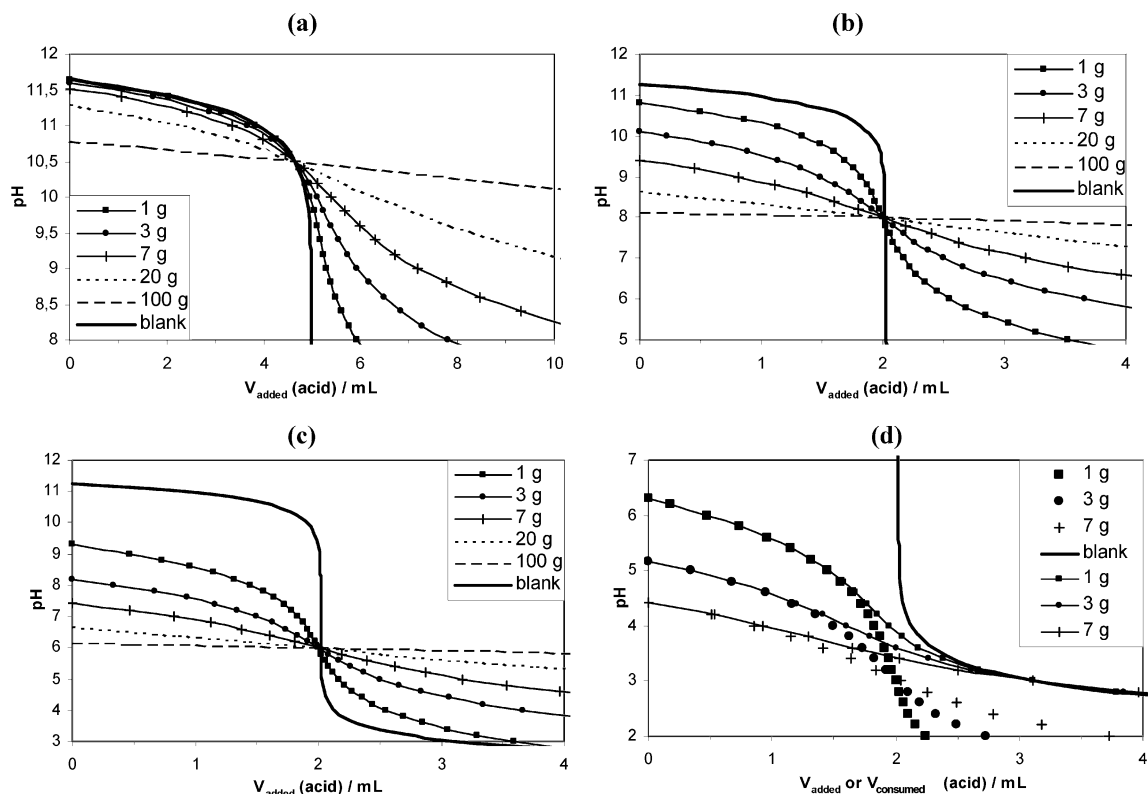 (a)
12
11.5
11
10.5
10
9.5
9
8.5
8
pH
1 g
3 g
7 g
20 g
100 g
blank
0
2
4
6
8
10
V added (acid) / mL
(b)
12
11
10
9
8
7
6
5
pH
1 g
3 g
7 g
20 g
100 g
blank
0
1
2
3
4
V added (acid) / mL
(c)
12
11
10
9
8
7
6
5
4
3
pH
1 g
3 g
7 g
20 g
100 g
blank
0
1
2
3
4
V added (acid) / mL
(d)
7
6
5
4
3
2
pH
1 g
3 g
7 g
blank
1 g
3 g
7 g
0
1
2
3
4
V added or V consumed (acid) / mL